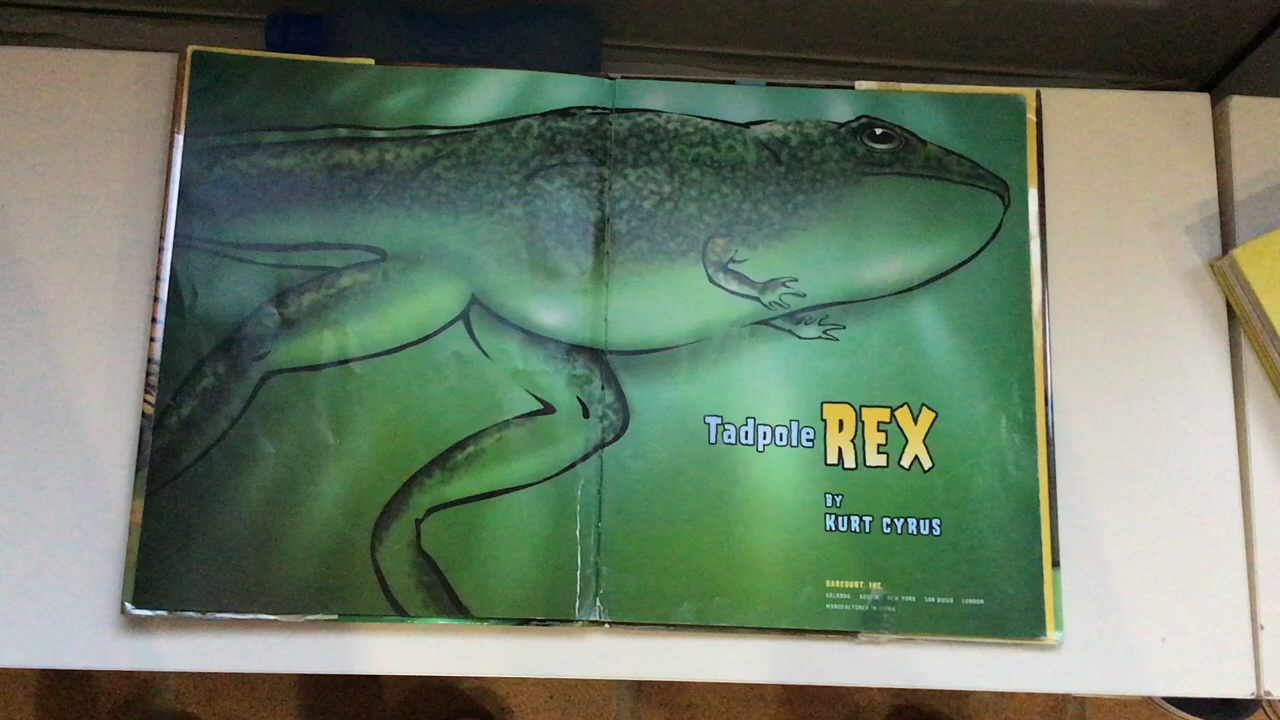 Tadpole REX
BY
KURT CYRUS
HARCOURT, INC.
ORLANDO AUSTIN NEW YORK SAN DIEGO LONDON
MANUFACTURED IN CHINA